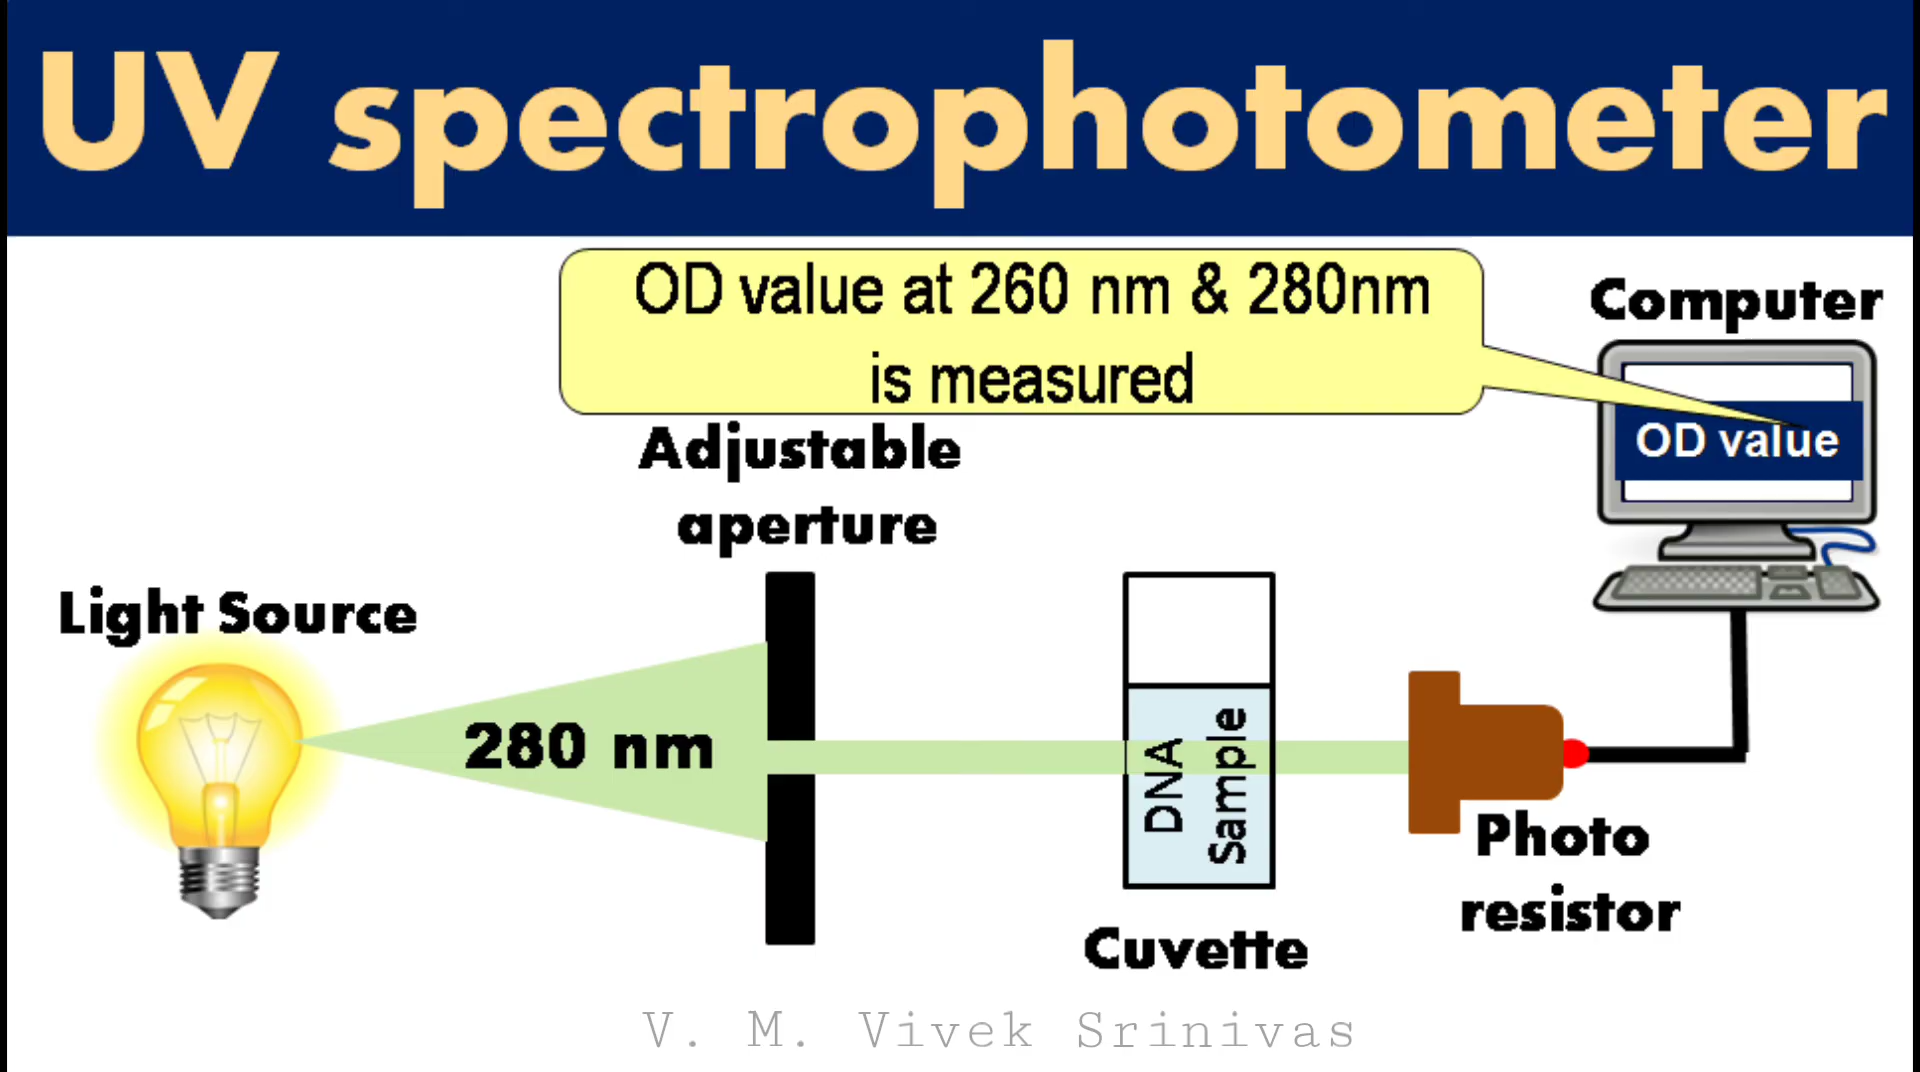 UV spectrophotometer
OD value at 260 nm & 280nm
is measured
Computer
OD value
Adjustable
aperture
Light Source
280 nm
DNA
Sample
Photo
resistor
Cuvette
V. M. Vivek Srinivas